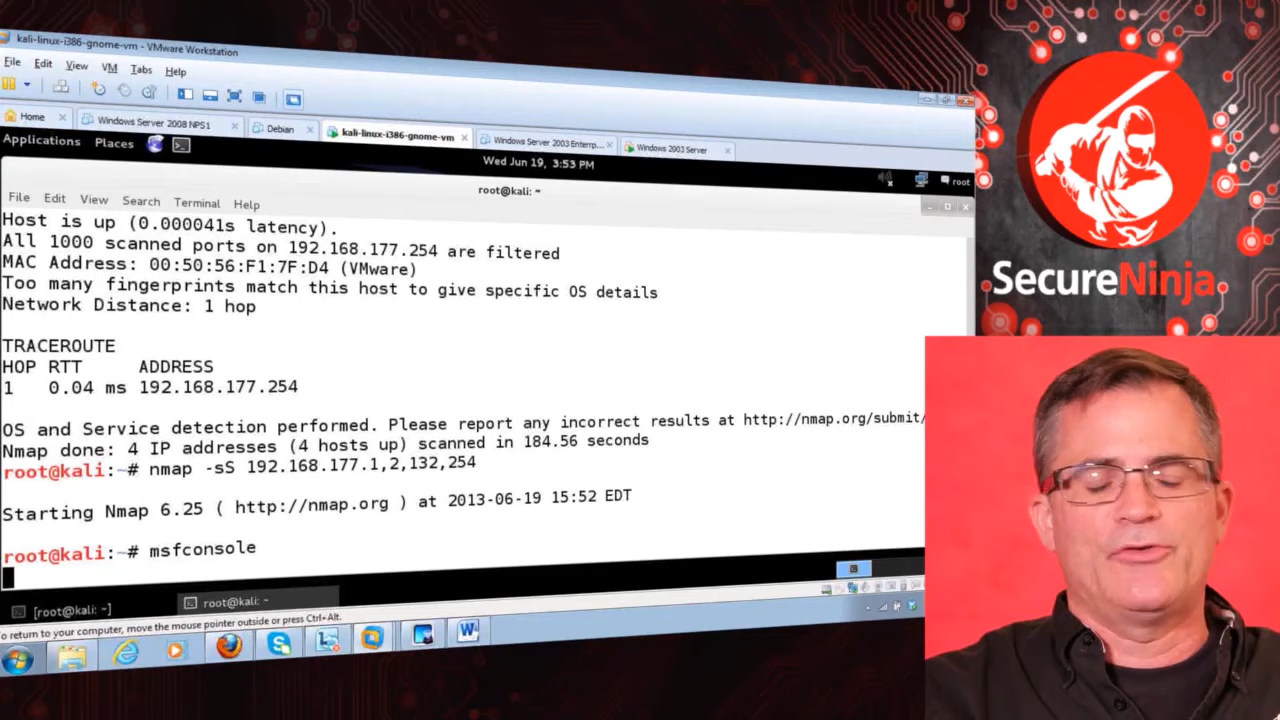 kali-linux-i386-gnome-vm - VMware Workstation
File Edit View VM Tabs Help
Home Windows Server 2008 NPS1 Debian kali-linux-i386-gnome-vm Windows Server 2003 Enterp... Windows 2003 Server
Applications Places Wed Jun 19, 3:53 PM root
root@kali: ~
File Edit View Search Terminal Help
Host is up (0.000041s latency).
All 1000 scanned ports on 192.168.177.254 are filtered
MAC Address: 00:50:56:F1:7F:D4 (VMware)
Too many fingerprints match this host to give specific OS details
Network Distance: 1 hop
TRACEROUTE
HOP RTT ADDRESS
1 0.04 ms 192.168.177.254
OS and Service detection performed. Please report any incorrect results at http://nmap.org/submit/
Nmap done: 4 IP addresses (4 hosts up) scanned in 184.56 seconds
root@kali:~# nmap -sS 192.168.177.1,2,132,254
Starting Nmap 6.25 ( http://nmap.org ) at 2013-06-19 15:52 EDT
root@kali:~# msfconsole
[root@kali: ~] root@kali: ~
To return to your computer, move the mouse pointer outside or press Ctrl+Alt.
SecureNinja